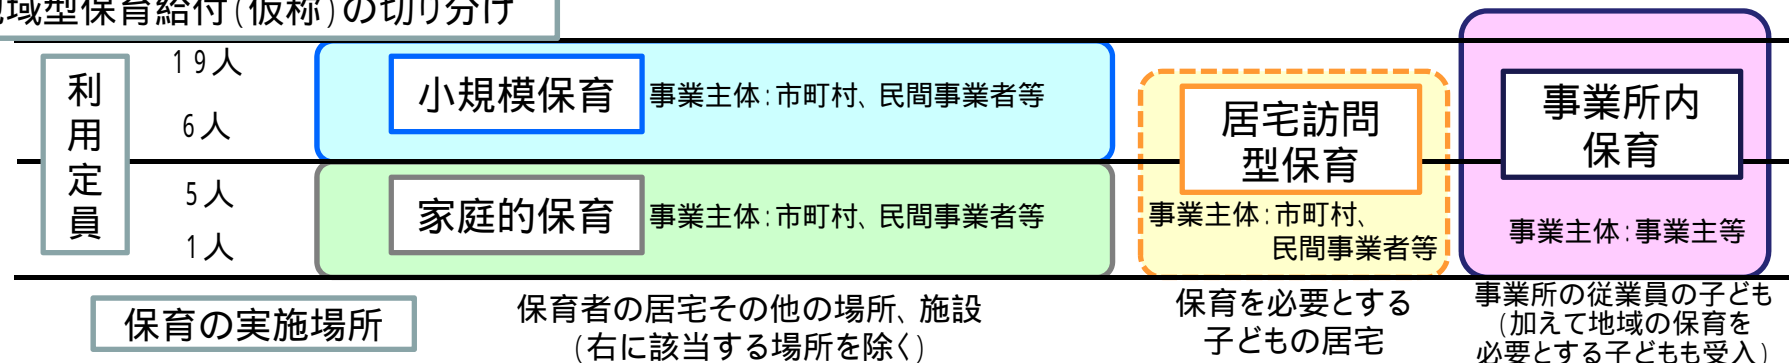 域型保育給付(仮称)の切り分け
利用定員
19人
6人
5人
1人
小規模保育
事業主体:市町村、民間事業者等
家庭的保育
事業主体:市町村、民間事業者等
居宅訪問
型保育
事業主体:市町村、
民間事業者等
事業所内
保育
事業主体:事業主等
保育の実施場所
保育者の居宅その他の場所、施設
(右に該当する場所を除く)
保育を必要とする
子どもの居宅
事業所の従業員の子ども
(加えて地域の保育を
必要とする子どもも受入)